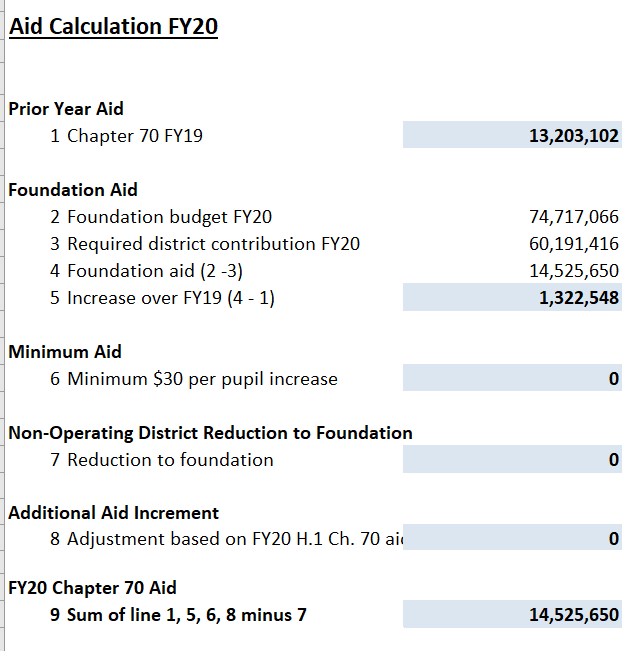 Aid Calculation FY20
Prior Year Aid
1 Chapter 70 FY19 13,203,102
Foundation Aid
2 Foundation budget FY20 74,717,066
3 Required district contribution FY20 60,191,416
4 Foundation aid (2 -3) 14,525,650
5 Increase over FY19 (4 - 1) 1,322,548
Minimum Aid
6 Minimum $30 per pupil increase 0
Non-Operating District Reduction to Foundation
7 Reduction to foundation 0
Additional Aid Increment
8 Adjustment based on FY20 H.1 Ch. 70 0
FY20 Chapter 70 Aid
9 Sum of line 1, 5, 6, 8 minus 7 14,525,650